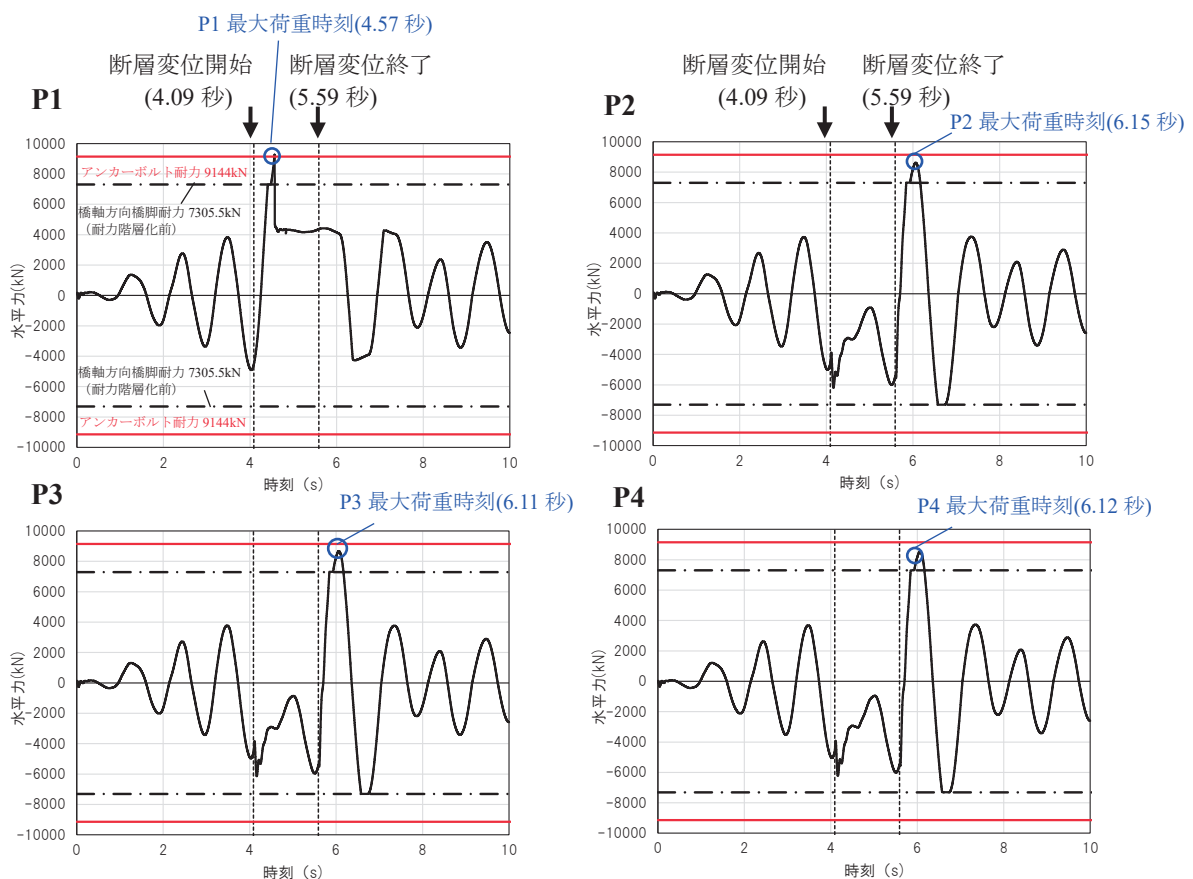 P1 最大荷重時刻(4.57 秒)
断層変位開始
(4.09 秒)
断層変位終了
(5.59 秒)
P1
10000
8000
6000
4000
2000
0
-2000
-4000
-6000
-8000
-10000
水平力(kN)
アンカーボルト耐力 9144kN
橋軸方向橋脚耐力 7305.5kN
（耐力階層化前）
橋軸方向橋脚耐力 7305.5kN
（耐力階層化前）
アンカーボルト耐力 9144kN
0 2 4 6 8 10
時刻（s）
断層変位開始
(4.09 秒)
断層変位終了
(5.59 秒)
P2
P2 最大荷重時刻(6.15 秒)
10000
8000
6000
4000
2000
0
-2000
-4000
-6000
-8000
-10000
水平力(kN)
0 2 4 6 8 10
時刻（s）
P3
P3 最大荷重時刻(6.11 秒)
10000
8000
6000
4000
2000
0
-2000
-4000
-6000
-8000
-10000
水平力(kN)
0 2 4 6 8 10
時刻（s）
P4
P4 最大荷重時刻(6.12 秒)
10000
8000
6000
4000
2000
0
-2000
-4000
-6000
-8000
-10000
水平力(kN)
0 2 4 6 8 10
時刻（s）